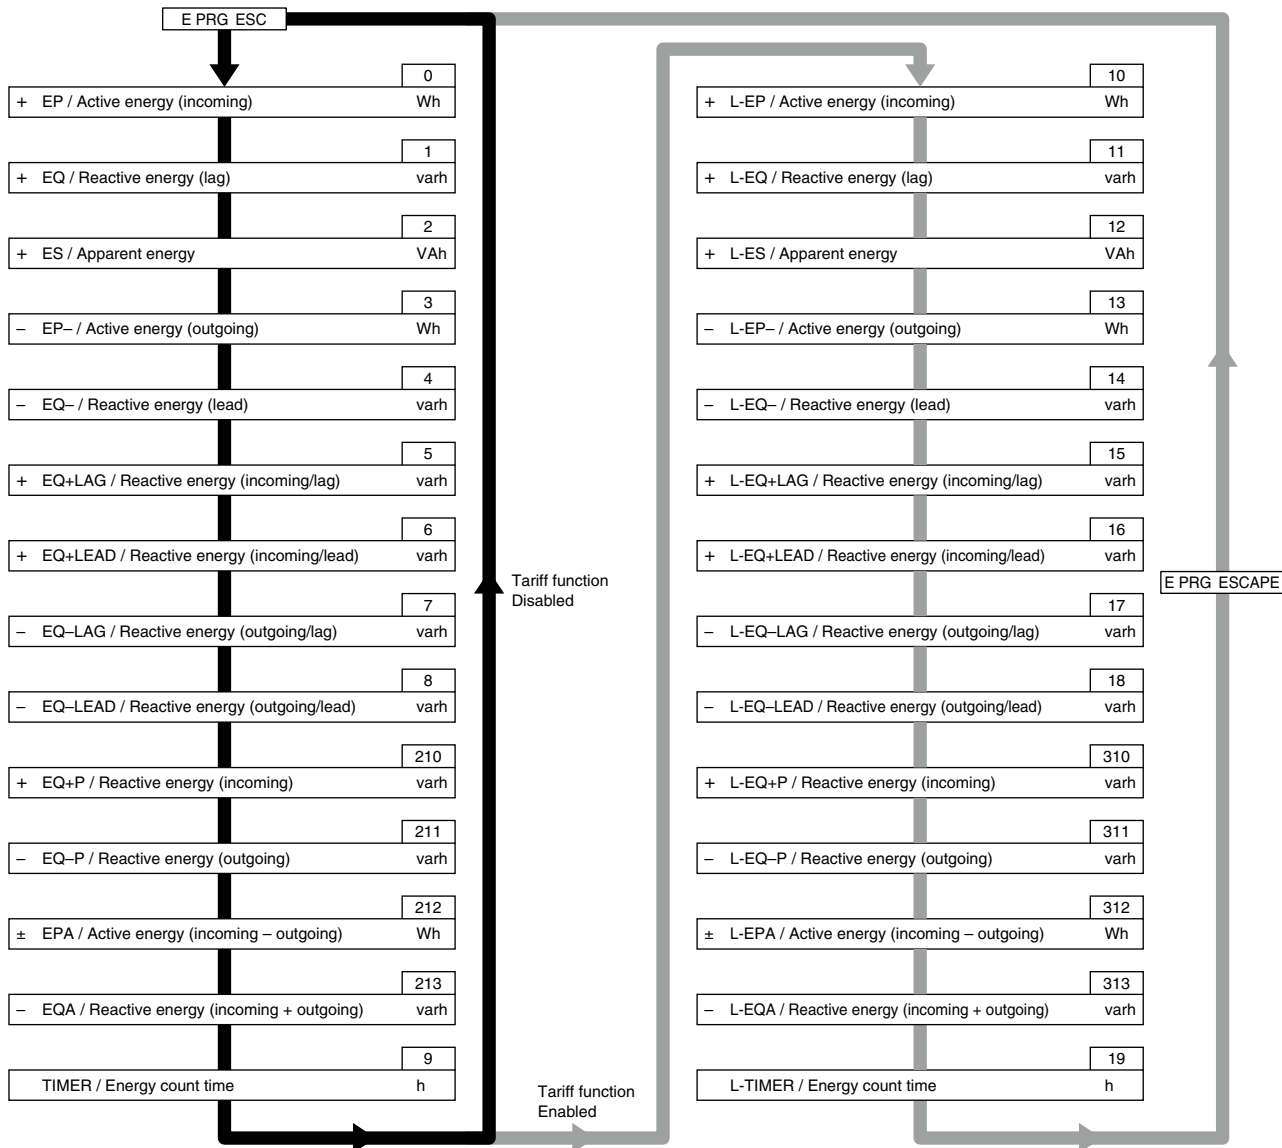 E PRG ESC
0
+ EP / Active energy (incoming) Wh
1
+ EQ / Reactive energy (lag) varh
2
+ ES / Apparent energy VAh
3
– EP– / Active energy (outgoing) Wh
4
– EQ– / Reactive energy (lead) varh
5
+ EQ+LAG / Reactive energy (incoming/lag) varh
6
+ EQ+LEAD / Reactive energy (incoming/lead) varh
7
– EQ–LAG / Reactive energy (outgoing/lag) varh
8
– EQ–LEAD / Reactive energy (outgoing/lead) varh
210
+ EQ+P / Reactive energy (incoming) varh
211
– EQ–P / Reactive energy (outgoing) varh
212
± EPA / Active energy (incoming – outgoing) Wh
213
– EQA / Reactive energy (incoming + outgoing) varh
9
TIMER / Energy count time h
Tariff function
Disabled
Tariff function
Enabled
10
+ L-EP / Active energy (incoming) Wh
11
+ L-EQ / Reactive energy (lag) varh
12
+ L-ES / Apparent energy VAh
13
– L-EP– / Active energy (outgoing) Wh
14
– L-EQ– / Reactive energy (lead) varh
15
+ L-EQ+LAG / Reactive energy (incoming/lag) varh
16
+ L-EQ+LEAD / Reactive energy (incoming/lead) varh
17
– L-EQ–LAG / Reactive energy (outgoing/lag) varh
18
– L-EQ–LEAD / Reactive energy (outgoing/lead) varh
310
+ L-EQ+P / Reactive energy (incoming) varh
311
– L-EQ–P / Reactive energy (outgoing) varh
312
± L-EPA / Active energy (incoming – outgoing) Wh
313
– L-EQA / Reactive energy (incoming + outgoing) varh
19
L-TIMER / Energy count time h
E PRG ESCAPE